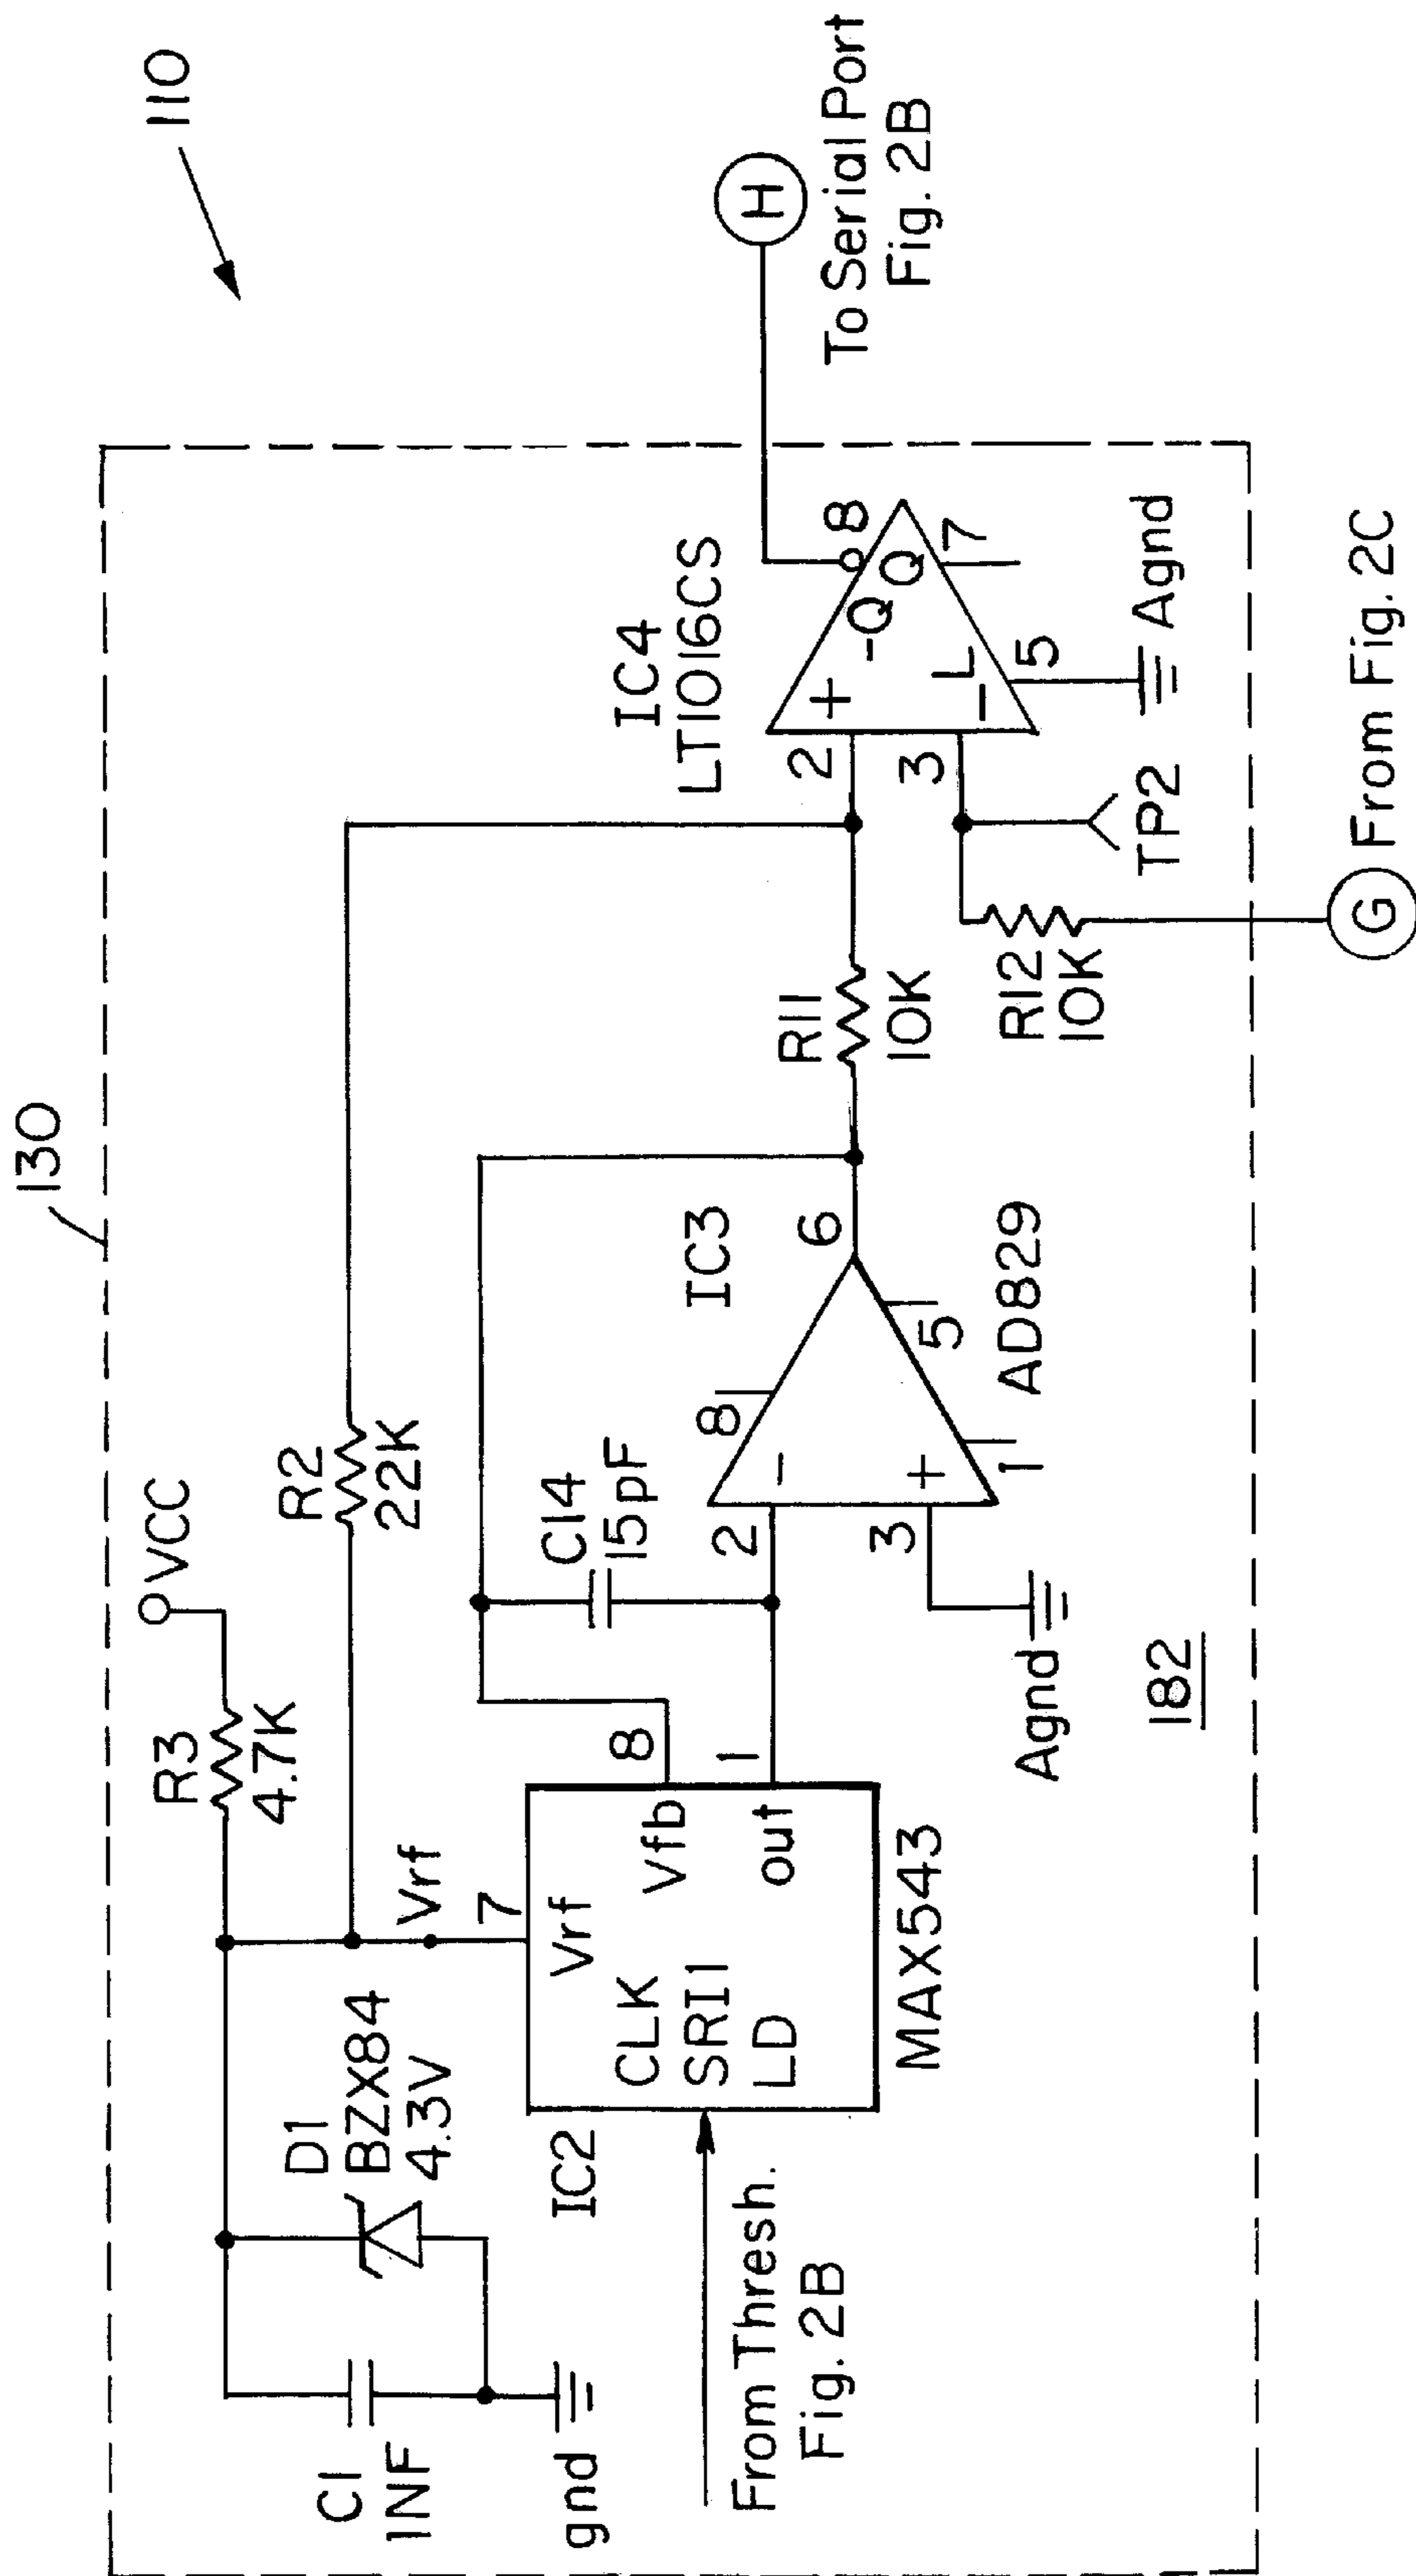 110
130
VCC
R3
4.7K
R2
22K
Vrf
D1
BZX84
4.3V
C1
1NF
gnd
IC2
7
Vrf
CLK
SRI1
LD
Vfb
out
8
1
MAX543
From Thresh.
Fig. 2B
C14
15pF
IC3
2
3
8
6
5
1
AD829
Agnd
182
R11
10K
R12
10K
IC4
LT1016CS
2
3
+
-
-Q
Q
L
8
7
5
Agnd
TP2
-
+
H
To Serial Port
Fig. 2B
G
From Fig. 2C